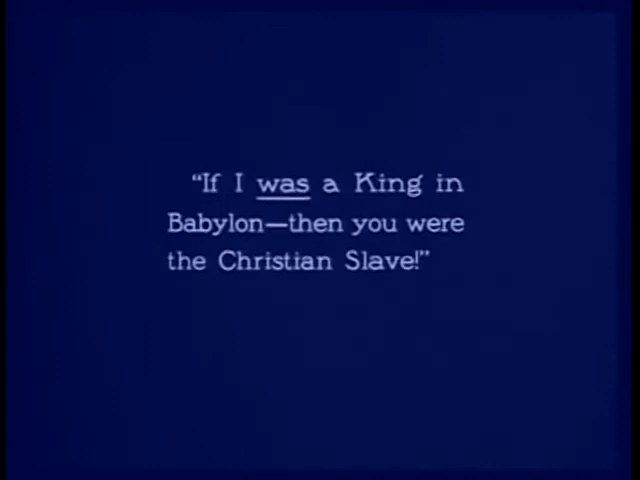 “If I was a King in
Babylon—then you were
the Christian Slave!”